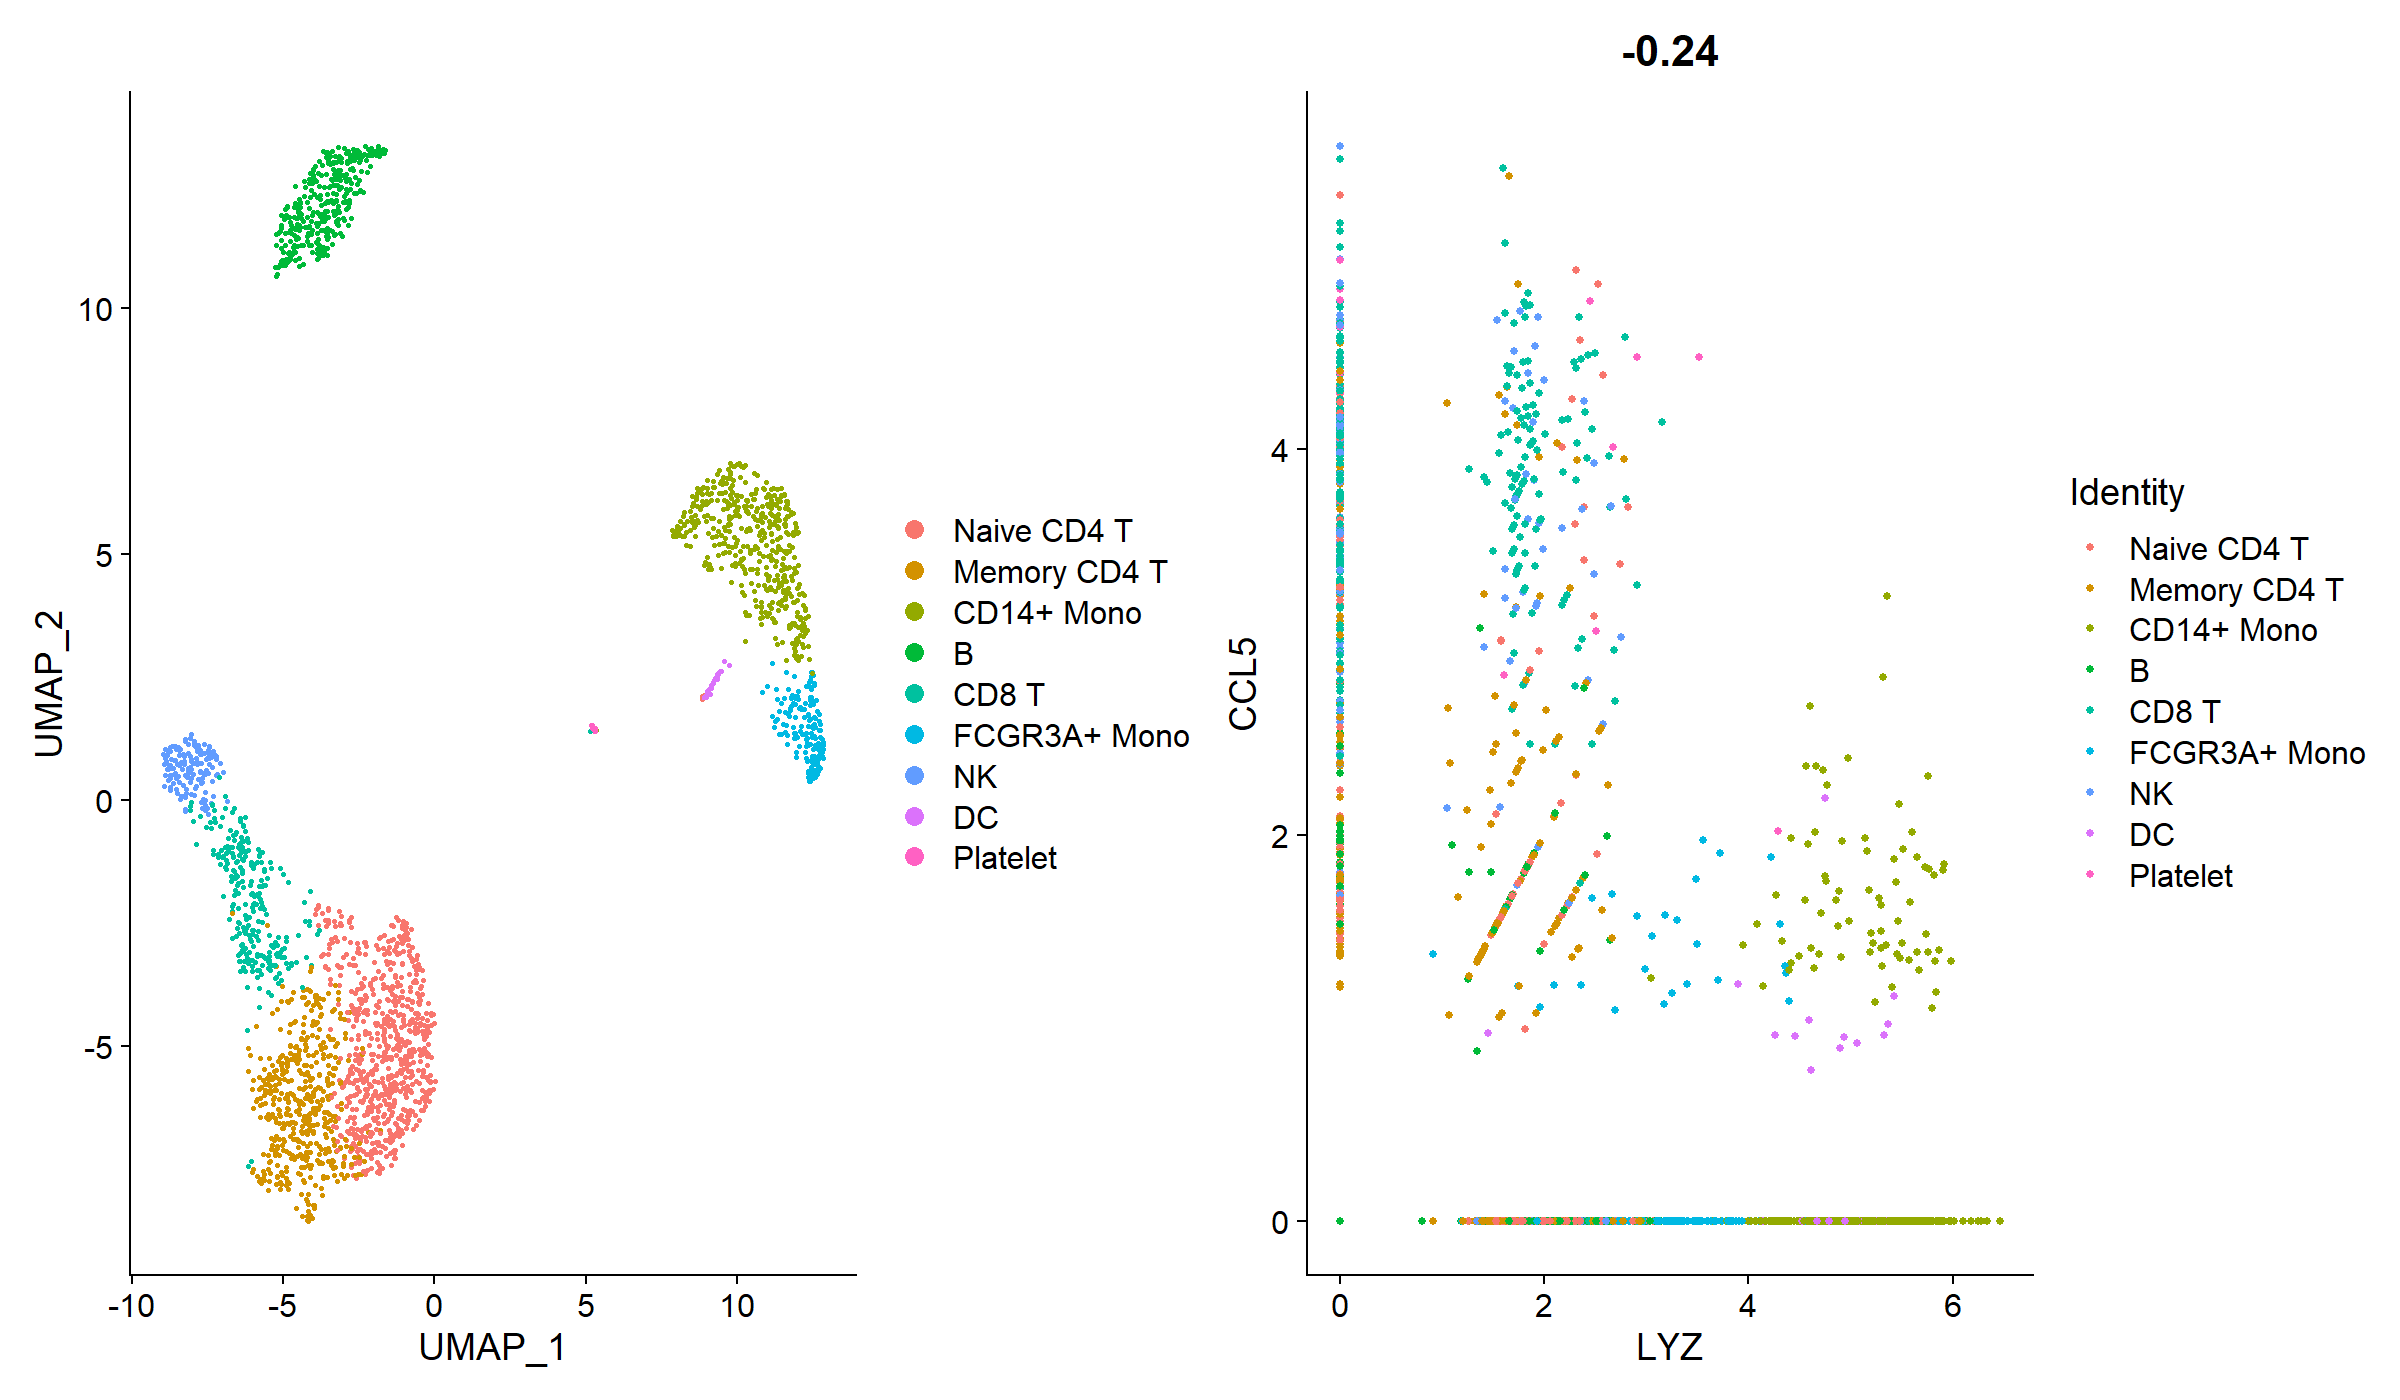 -0.24
10
5
0
-5
UMAP_2
-10
-5
0
5
10
UMAP_1
Naive CD4 T
Memory CD4 T
CD14+ Mono
B
CD8 T
FCGR3A+ Mono
NK
DC
Platelet
4
2
0
CCL5
0
2
4
6
LYZ
Identity
Naive CD4 T
Memory CD4 T
CD14+ Mono
B
CD8 T
FCGR3A+ Mono
NK
DC
Platelet